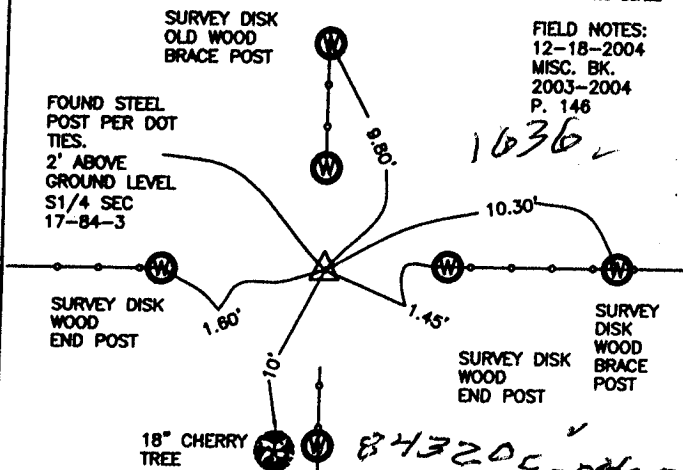 SURVEY DISK
OLD WOOD
BRACE POST
FIELD NOTES:
12-18-2004
MISC. BK.
2003-2004
P. 146
1636
FOUND STEEL
POST PER DOT
TIES.
2' ABOVE
GROUND LEVEL
S1/4 SEC
17-84-3
W
9.80'
W
10.30'
W
W
W
1.60'
1.45'
SURVEY DISK
WOOD
END POST
SURVEY
DISK
WOOD
BRACE
POST
SURVEY DISK
WOOD
END POST
10'
18" CHERRY
TREE
W
84320